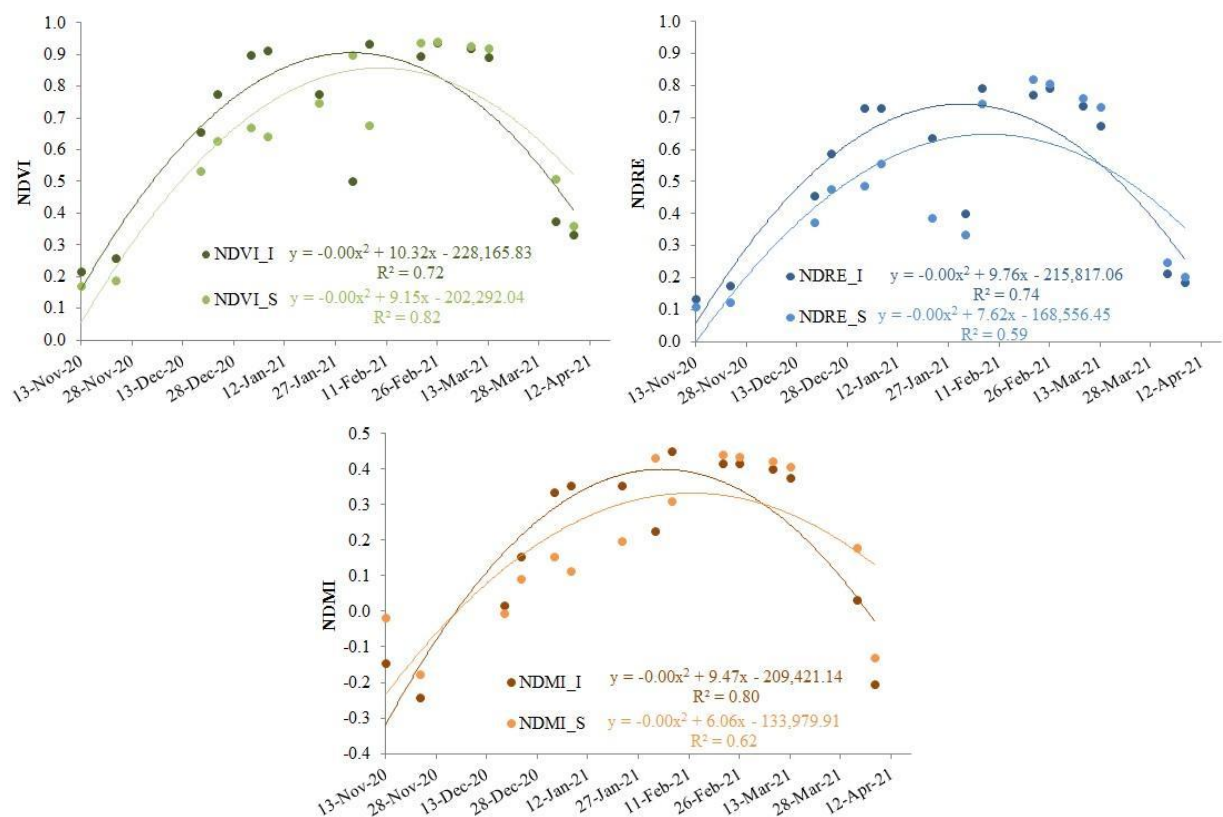 1.0
0.9
0.8
0.7
0.6
0.5
0.4
0.3
0.2
0.1
0.0
NDVI
NDVI_I y = -0.00x² + 10.32x - 228,165.83
R² = 0.72
NDVI_S y = -0.00x² + 9.15x - 202,292.04
R² = 0.82
13-Nov-20
28-Nov-20
13-Dec-20
28-Dec-20
12-Jan-21
27-Jan-21
11-Feb-21
26-Feb-21
13-Mar-21
28-Mar-21
12-Apr-21
1.0
0.9
0.8
0.7
0.6
0.5
0.4
0.3
0.2
0.1
0.0
NDRE
NDRE_I y = -0.00x² + 9.76x - 215,817.06
R² = 0.74
NDRE_S y = -0.00x² + 7.62x - 168,556.45
R² = 0.59
13-Nov-20
28-Nov-20
13-Dec-20
28-Dec-20
12-Jan-21
27-Jan-21
11-Feb-21
26-Feb-21
13-Mar-21
28-Mar-21
12-Apr-21
0.5
0.4
0.3
0.2
0.1
0.0
-0.1
-0.2
-0.3
-0.4
NDMI
NDMI_I y = -0.00x² + 9.47x - 209,421.14
R² = 0.80
NDMI_S y = -0.00x² + 6.06x - 133,979.91
R² = 0.62
13-Nov-20
28-Nov-20
13-Dec-20
28-Dec-20
12-Jan-21
27-Jan-21
11-Feb-21
26-Feb-21
13-Mar-21
28-Mar-21
12-Apr-21